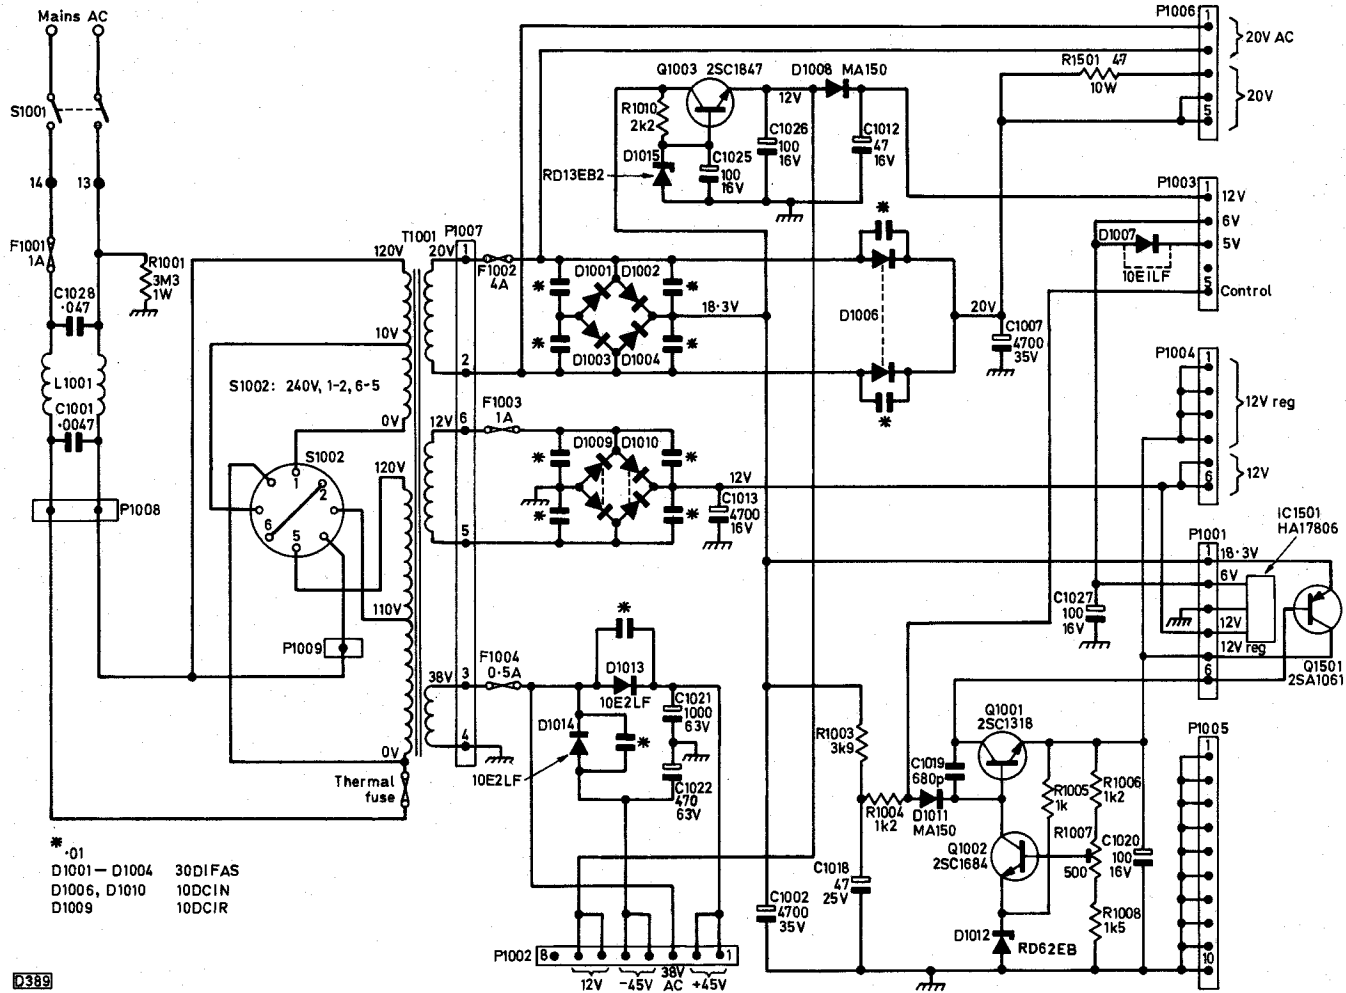 Mains AC
S1001
14
13
F1001
1A
R1001
3M3
1W
C1028
·047
L1001
C1001
·0047
P1008
S1002: 240V, 1-2, 6-5
S1002
1
2
6
5
P1009
Thermal
fuse
120V
10V
0V
120V
110V
0V
T1001
20V
12V
38V
P1007
1
2
6
5
3
4
F1002
4A
F1003
1A
F1004
0·5A
D1001
D1002
D1003
D1004
*
*
*
*
18·3V
D1009
D1010
*
*
*
*
12V
C1013
4700
16V
Q1003 2SC1847
R1010
2k2
D1015
RD13EB2
C1025
100
16V
12V
C1026
100
16V
D1008 MA150
C1012
47
16V
*
D1006
*
20V
C1007
4700
35V
R1501 47
10W
P1006
1
5
20V AC
20V
P1003
1
12V
6V
5V
5
Control
D1007
10EILF
P1004
1
6
12V reg
12V
IC1501
HA17806
P1001
1
18·3V
6V
12V
12V reg
6
Q1501
2SA1061
C1027
100
16V
*
D1013
10E2LF
D1014
*
10E2LF
C1021
1000
63V
C1022
470
63V
R1003
3k9
R1004
1k2
D1011
MA150
C1019
680p
Q1001
2SC1318
Q1002
2SC1684
R1005
1k
R1006
1k2
R1007
500
R1008
1k5
C1020
100
16V
C1018
47
25V
C1002
4700
35V
D1012
RD62EB
P1005
1
10
P1002
8
1
12V
-45V
38V
AC
+45V
*
·01
D1001 – D1004 30DIFAS
D1006, D1010 10DCIN
D1009 10DCIR
D389